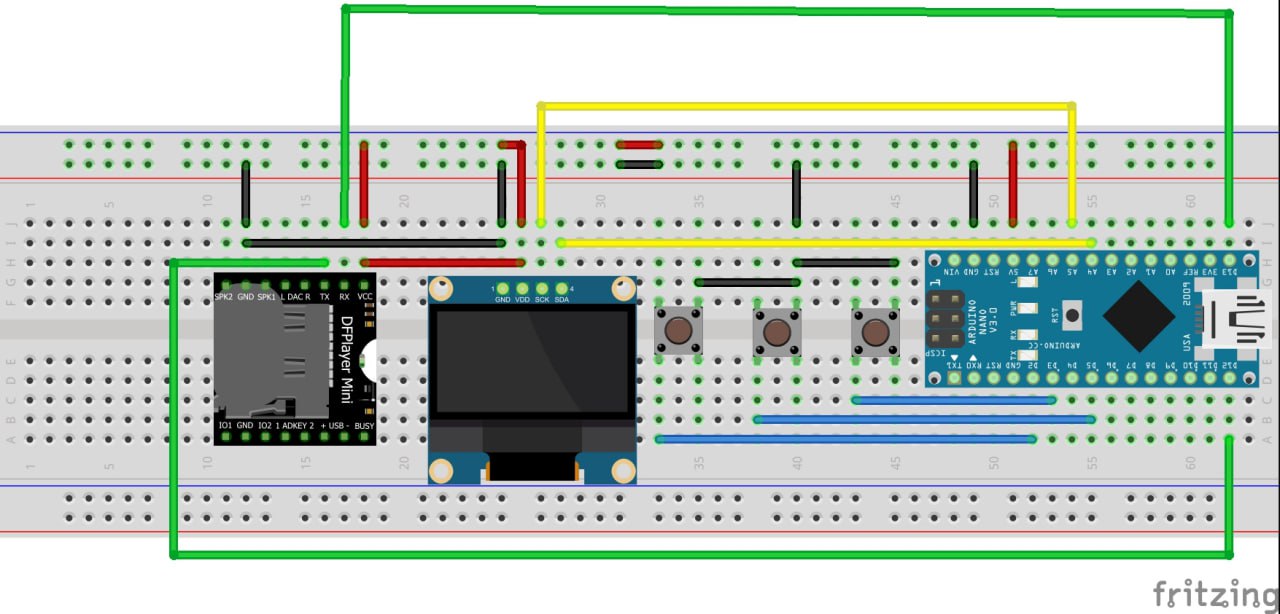 1 5 10 15 20 30 35 40 45 50 55 60
J
I
H
G
F
SPK2 GND SPK1 L DAC R TX RX VCC
DFPlayer Mini
IO1 GND IO2 1 ADKEY 2 + USB - BUSY
1 4
GND VDD SCK SDA
VIN GND RST 5V A7 A6 A5 A4 A3 A2 A1 A0 REF 3V3 D13
1
L
PWR
RX
TX
RST
ARDUINO
NANO
V3.0
ICSP
ARDUINO.CC
2009
USA
TX1 RX0 RST GND D2 D3 D4 D5 D6 D7 D8 D9 D10 D11 D12
E
D
C
B
A
1 5 10 15 20 35 40 45 50 55 60
fritzing